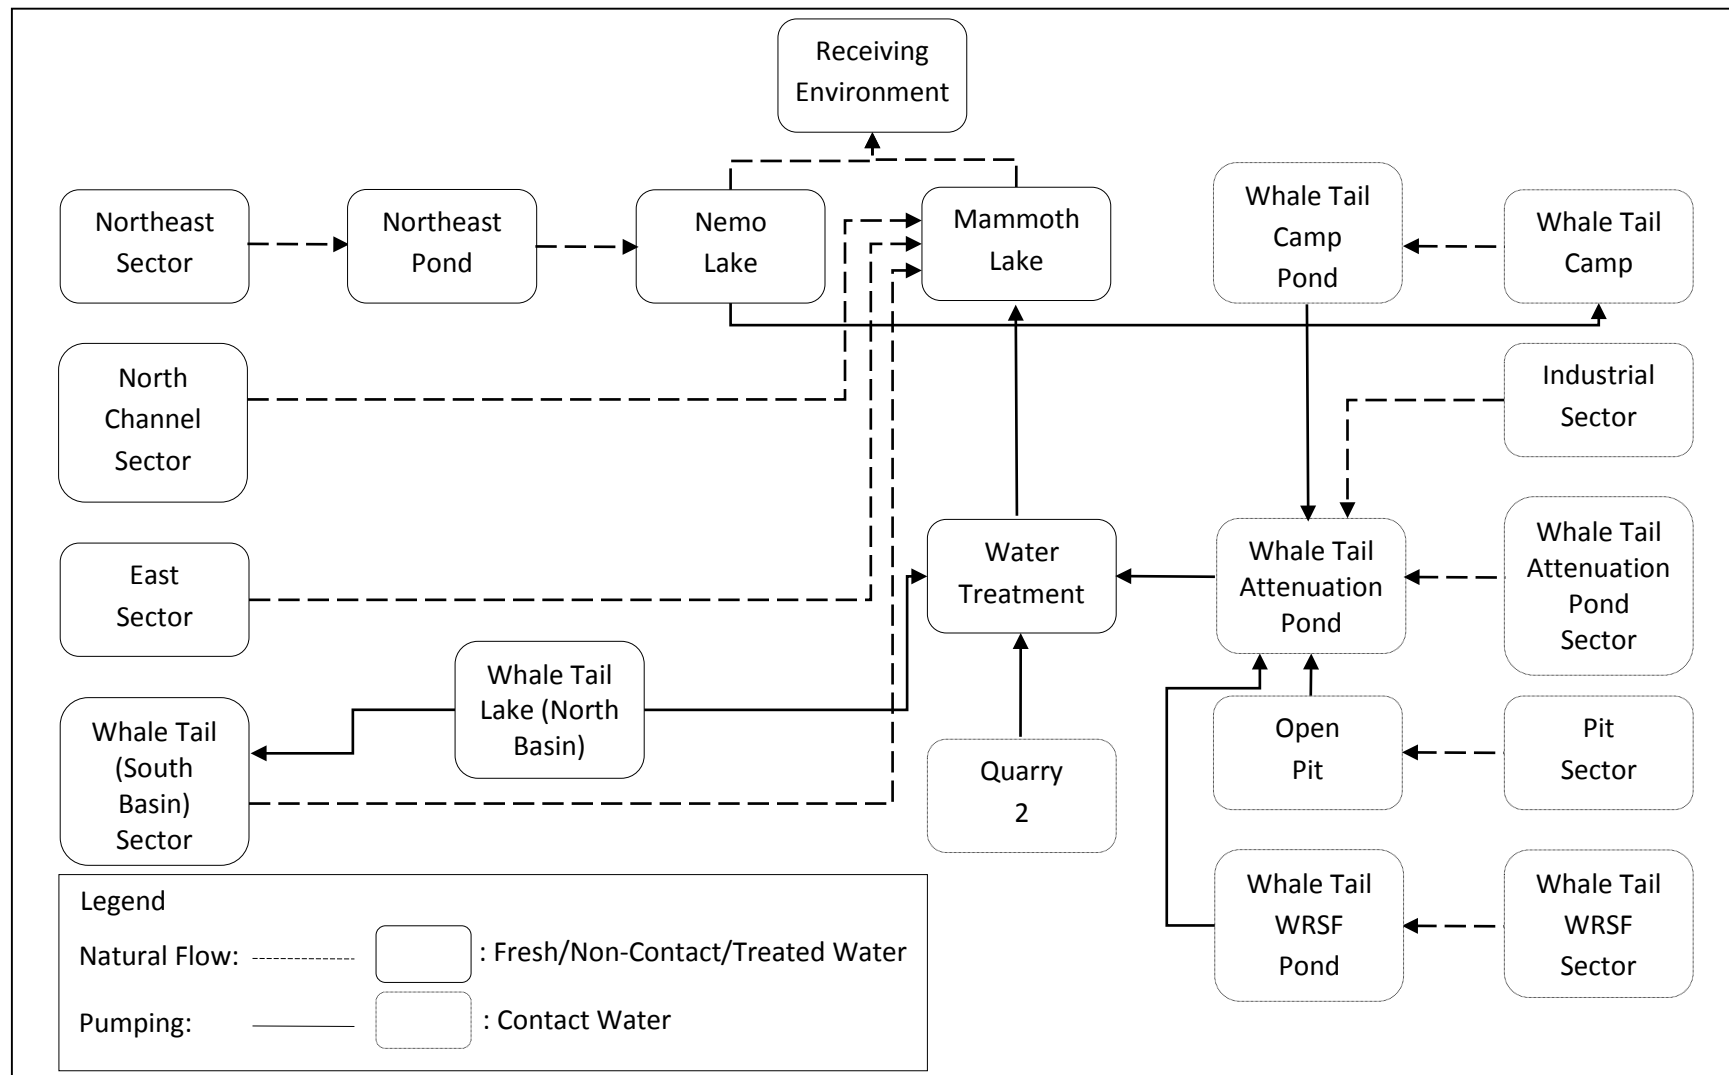 Receiving
Environment
Northeast
Sector
Northeast
Pond
Nemo
Lake
Mammoth
Lake
Whale Tail
Camp
Pond
Whale Tail
Camp
North
Channel
Sector
Industrial
Sector
East
Sector
Water
Treatment
Whale Tail
Attenuation
Pond
Whale Tail
Attenuation
Pond
Sector
Whale Tail
(South
Basin)
Sector
Whale Tail
Lake (North
Basin)
Quarry
2
Open
Pit
Pit
Sector
Whale Tail
WRSF
Pond
Whale Tail
WRSF
Sector
Legend
Natural Flow: : Fresh/Non-Contact/Treated Water
Pumping: : Contact Water